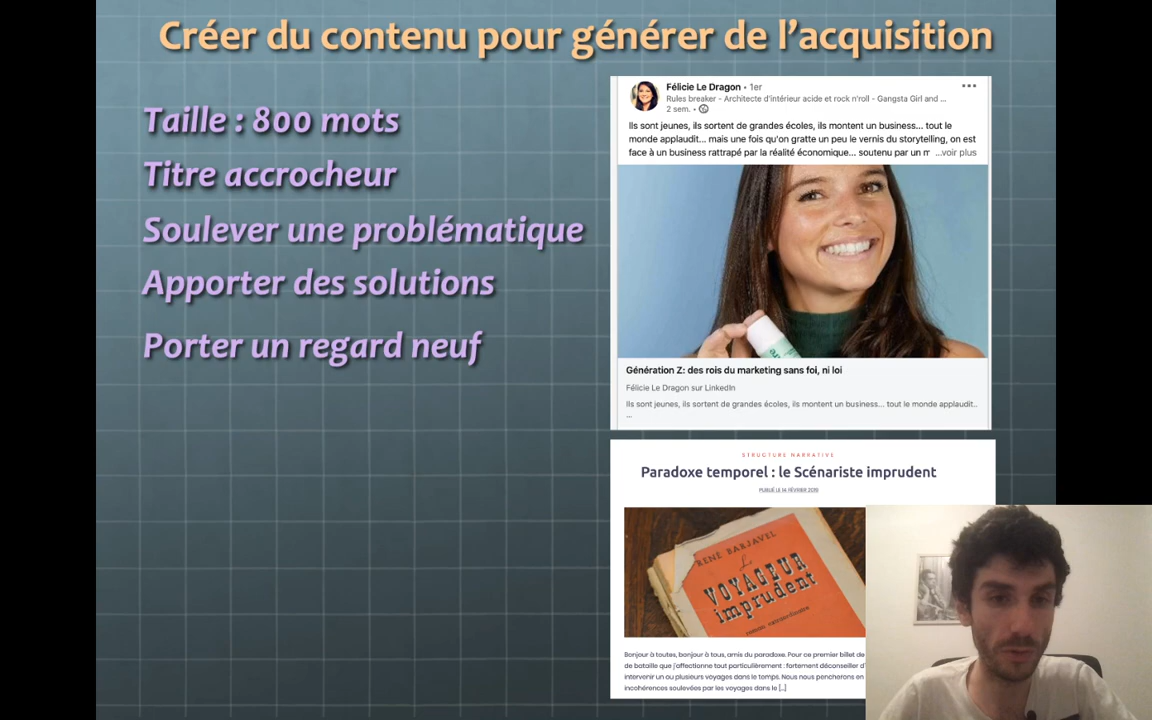 Créer du contenu pour générer de l'acquisition
Taille : 800 mots
Titre accrocheur
Soulever une problématique
Apporter des solutions
Porter un regard neuf
Félicie Le Dragon • 1er
Rules breaker - Architecte d'intérieur acide et rock n'roll - Gangsta Girl and ...
2 sem. •
Ils sont jeunes, ils sortent de grandes écoles, ils montent un business... tout le
monde applaudit... mais une fois qu'on gratte un peu le vernis du storytelling, on est
face à un business rattrapé par la réalité économique... soutenu par un m ...voir plus
Génération Z: des rois du marketing sans foi, ni loi
Félicie Le Dragon sur LinkedIn
Ils sont jeunes, ils sortent de grandes écoles, ils montent un business... tout le monde applaudit..
...
STRUCTURE NARRATIVE
Paradoxe temporel : le Scénariste imprudent
PUBLIÉ LE 14 FÉVRIER 2019
RENÉ BARJAVEL
Le
VOYAGEUR
imprudent
Bonjour à toutes, bonjour à tous, amis du paradoxe. Pour ce premier billet de
de bataille que j'affectionne tout particulièrement : fortement déconseiller d'
intervenir un ou plusieurs voyages dans le temps. Nous nous pencherons en
incohérences soulevées par les voyages dans le [...]